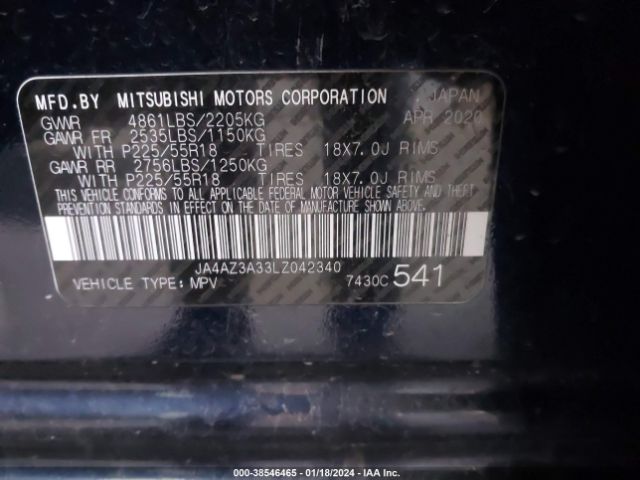 MFD.BY MITSUBISHI MOTORS CORPORATION JAPAN
GVWR 4861LBS/2205KG APR 2020
GAWR FR 2535LBS/1150KG
WITH P225/55R18 TIRES 18X7.0J RIMS
GAWR RR 2756LBS/1250KG
WITH P225/55R18 TIRES 18X7.0J RIMS
THIS VEHICLE CONFORMS TO ALL APPLICABLE FEDERAL MOTOR VEHICLE SAFETY AND THEFT
PREVENTION STANDARDS IN EFFECT ON THE DATE OF MANUFACTURE SHOWN ABOVE.
JA4AZ3A33LZ042340
VEHICLE TYPE: MPV 7430C 541
000-38546465 - 01/18/2024 - IAA Inc.